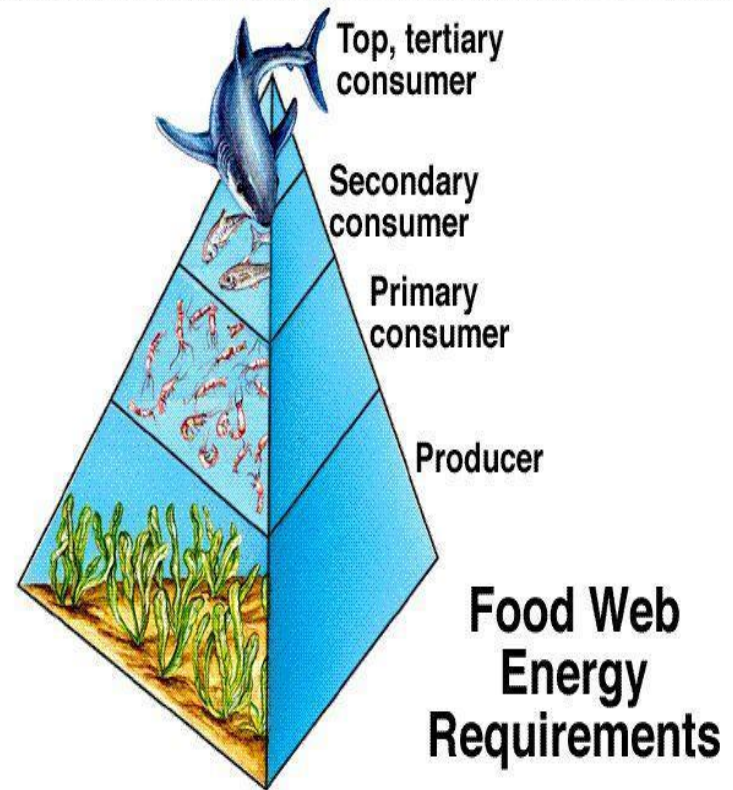 Top, tertiary
consumer
Secondary
consumer
Primary
consumer
Producer
Food Web
Energy
Requirements